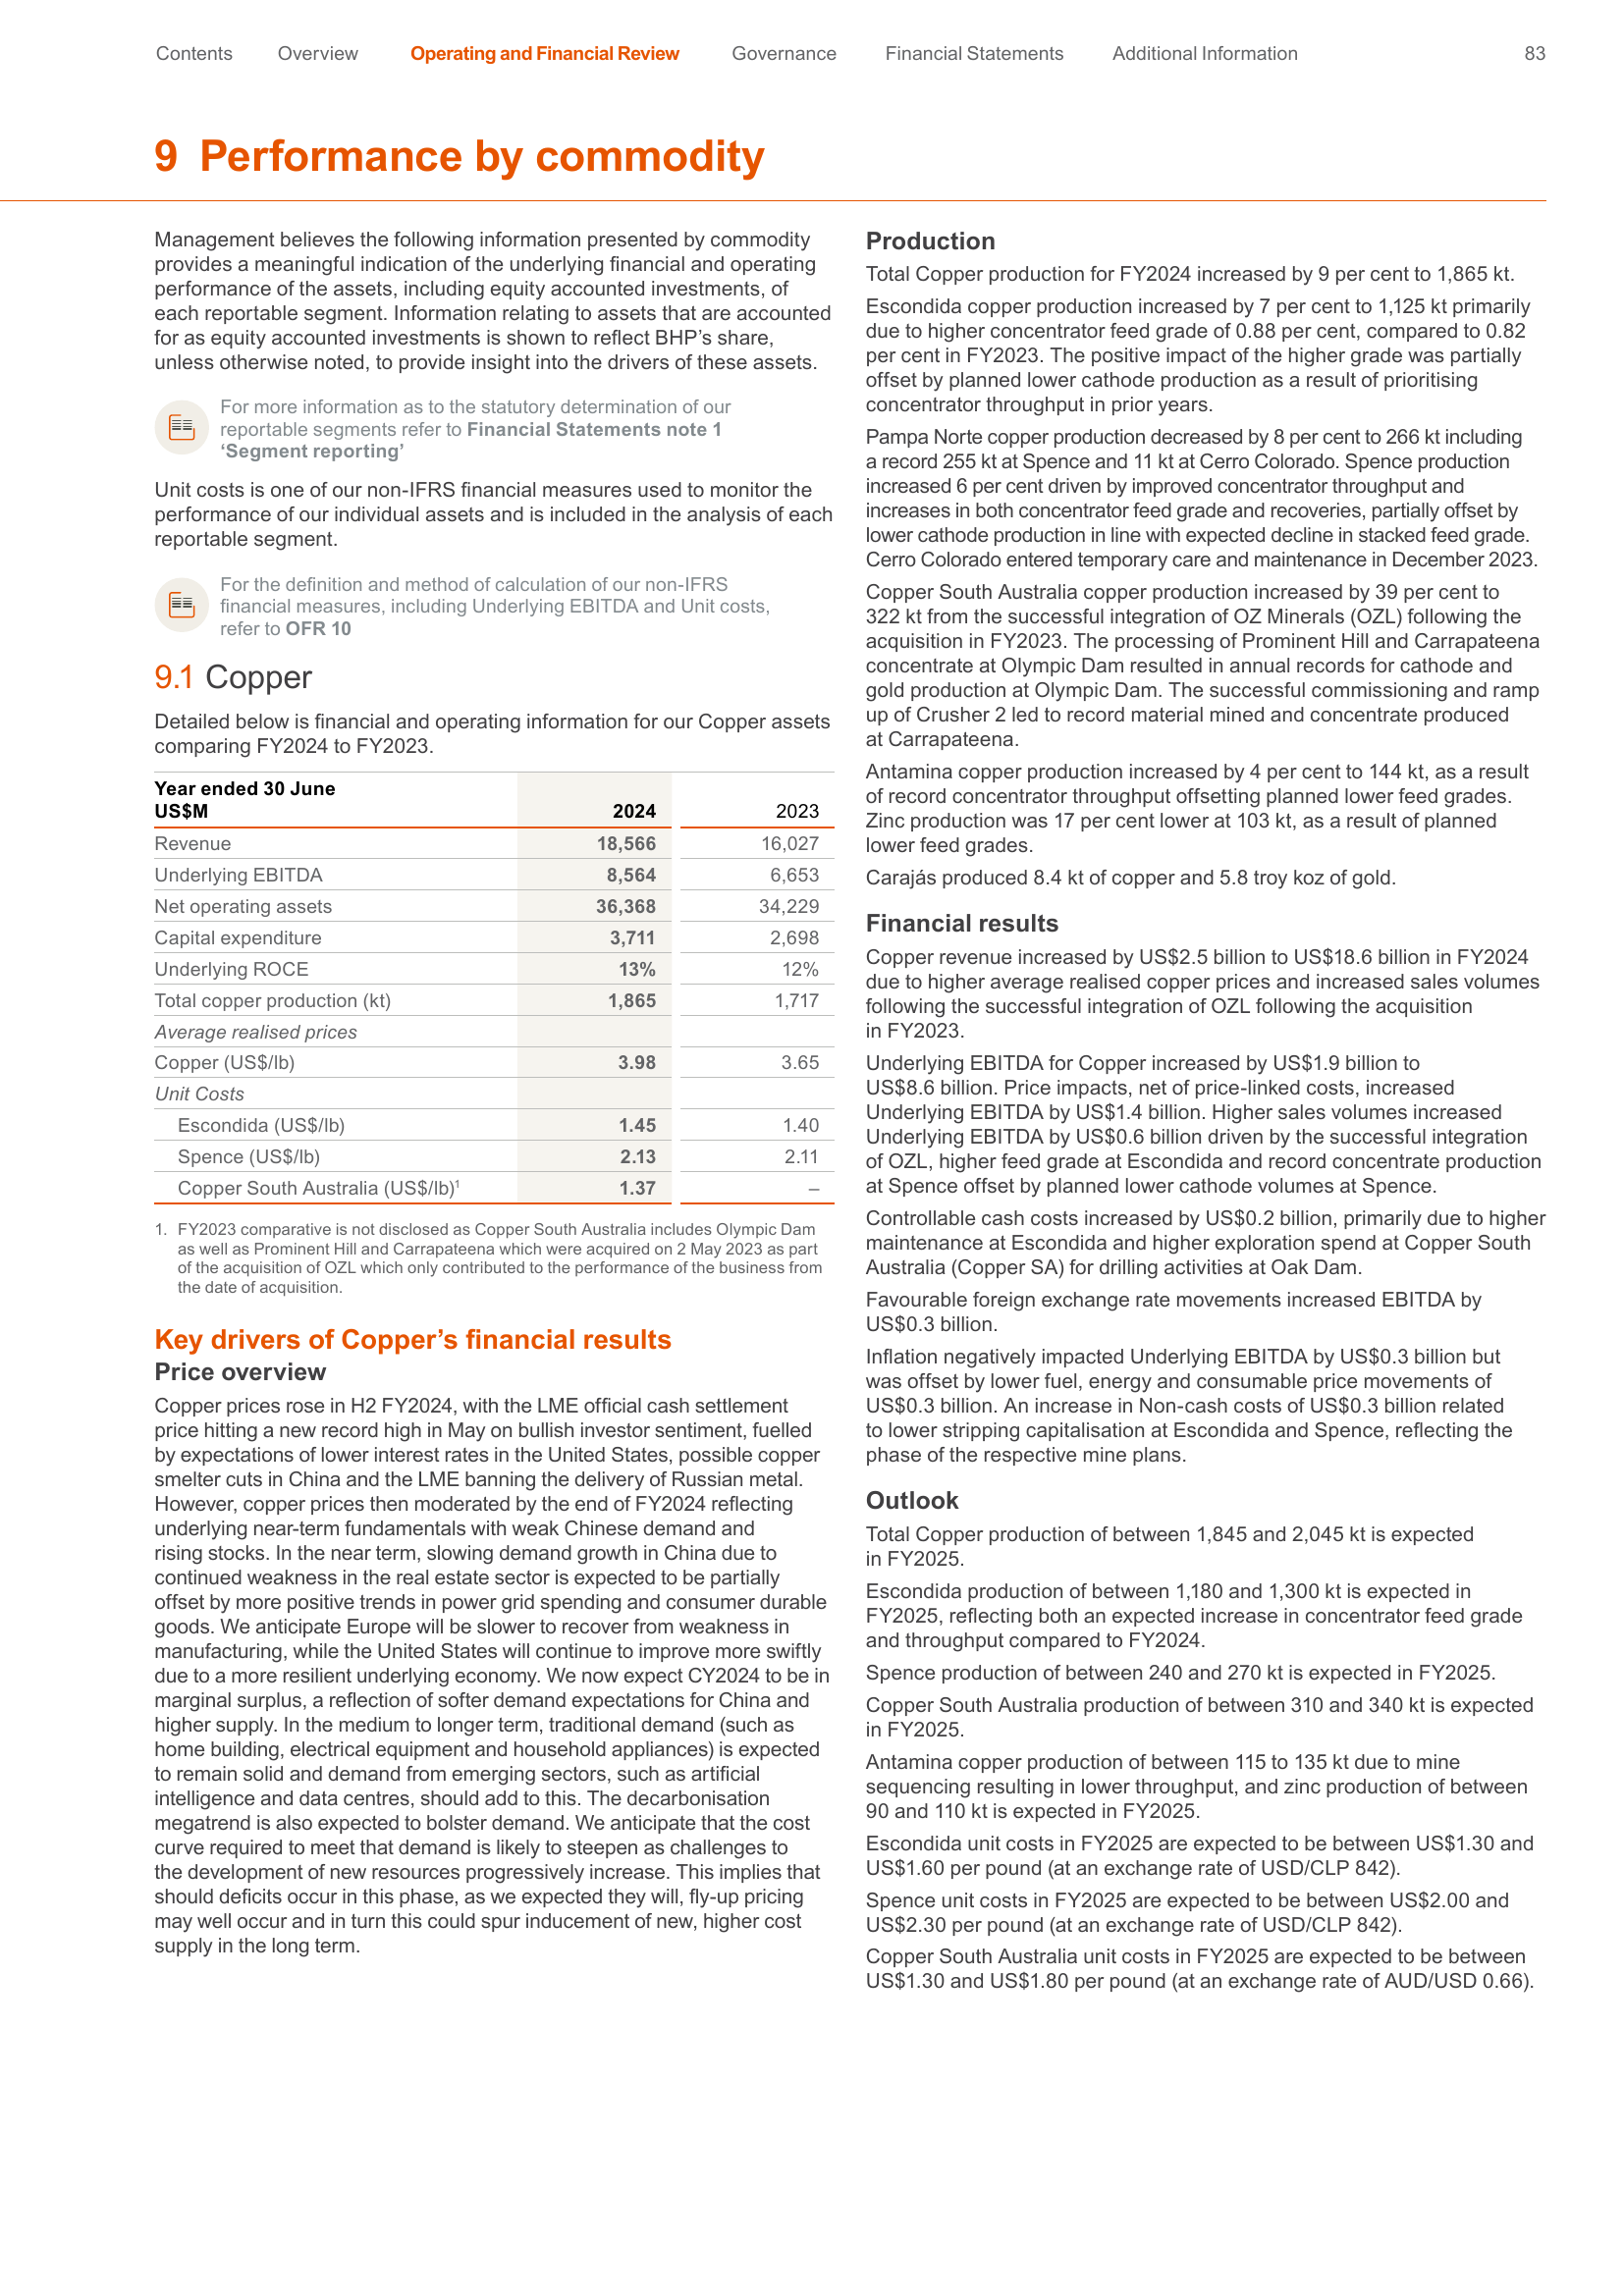 Contents Overview Operating and Financial Review Governance Financial Statements Additional Information 83
9 Performance by commodity
Management believes the following information presented by commodity
provides a meaningful indication of the underlying financial and operating
performance of the assets, including equity accounted investments, of
each reportable segment. Information relating to assets that are accounted
for as equity accounted investments is shown to reflect BHP’s share,
unless otherwise noted, to provide insight into the drivers of these assets.
For more information as to the statutory determination of our
reportable segments refer to Financial Statements note 1
‘Segment reporting’
Unit costs is one of our non-IFRS financial measures used to monitor the
performance of our individual assets and is included in the analysis of each
reportable segment.
For the definition and method of calculation of our non-IFRS
financial measures, including Underlying EBITDA and Unit costs,
refer to OFR 10
9.1 Copper
Detailed below is financial and operating information for our Copper assets
comparing FY2024 to FY2023.
Year ended 30 June
US$M 2024 2023
Revenue 18,566 16,027
Underlying EBITDA 8,564 6,653
Net operating assets 36,368 34,229
Capital expenditure 3,711 2,698
Underlying ROCE 13% 12%
Total copper production (kt) 1,865 1,717
Average realised prices
Copper (US$/lb) 3.98 3.65
Unit Costs
Escondida (US$/lb) 1.45 1.40
Spence (US$/lb) 2.13 2.11
Copper South Australia (US$/lb)1 1.37 –
1. FY2023 comparative is not disclosed as Copper South Australia includes Olympic Dam
as well as Prominent Hill and Carrapateena which were acquired on 2 May 2023 as part
of the acquisition of OZL which only contributed to the performance of the business from
the date of acquisition.
Key drivers of Copper’s financial results
Price overview
Copper prices rose in H2 FY2024, with the LME official cash settlement
price hitting a new record high in May on bullish investor sentiment, fuelled
by expectations of lower interest rates in the United States, possible copper
smelter cuts in China and the LME banning the delivery of Russian metal.
However, copper prices then moderated by the end of FY2024 reflecting
underlying near-term fundamentals with weak Chinese demand and
rising stocks. In the near term, slowing demand growth in China due to
continued weakness in the real estate sector is expected to be partially
offset by more positive trends in power grid spending and consumer durable
goods. We anticipate Europe will be slower to recover from weakness in
manufacturing, while the United States will continue to improve more swiftly
due to a more resilient underlying economy. We now expect CY2024 to be in
marginal surplus, a reflection of softer demand expectations for China and
higher supply. In the medium to longer term, traditional demand (such as
home building, electrical equipment and household appliances) is expected
to remain solid and demand from emerging sectors, such as artificial
intelligence and data centres, should add to this. The decarbonisation
megatrend is also expected to bolster demand. We anticipate that the cost
curve required to meet that demand is likely to steepen as challenges to
the development of new resources progressively increase. This implies that
should deficits occur in this phase, as we expected they will, fly-up pricing
may well occur and in turn this could spur inducement of new, higher cost
supply in the long term.
Production
Total Copper production for FY2024 increased by 9 per cent to 1,865 kt.
Escondida copper production increased by 7 per cent to 1,125 kt primarily
due to higher concentrator feed grade of 0.88 per cent, compared to 0.82
per cent in FY2023. The positive impact of the higher grade was partially
offset by planned lower cathode production as a result of prioritising
concentrator throughput in prior years.
Pampa Norte copper production decreased by 8 per cent to 266 kt including
a record 255 kt at Spence and 11 kt at Cerro Colorado. Spence production
increased 6 per cent driven by improved concentrator throughput and
increases in both concentrator feed grade and recoveries, partially offset by
lower cathode production in line with expected decline in stacked feed grade.
Cerro Colorado entered temporary care and maintenance in December 2023.
Copper South Australia copper production increased by 39 per cent to
322 kt from the successful integration of OZ Minerals (OZL) following the
acquisition in FY2023. The processing of Prominent Hill and Carrapateena
concentrate at Olympic Dam resulted in annual records for cathode and
gold production at Olympic Dam. The successful commissioning and ramp
up of Crusher 2 led to record material mined and concentrate produced
at Carrapateena.
Antamina copper production increased by 4 per cent to 144 kt, as a result
of record concentrator throughput offsetting planned lower feed grades.
Zinc production was 17 per cent lower at 103 kt, as a result of planned
lower feed grades.
Carajás produced 8.4 kt of copper and 5.8 troy koz of gold.
Financial results
Copper revenue increased by US$2.5 billion to US$18.6 billion in FY2024
due to higher average realised copper prices and increased sales volumes
following the successful integration of OZL following the acquisition
in FY2023.
Underlying EBITDA for Copper increased by US$1.9 billion to
US$8.6 billion. Price impacts, net of price-linked costs, increased
Underlying EBITDA by US$1.4 billion. Higher sales volumes increased
Underlying EBITDA by US$0.6 billion driven by the successful integration
of OZL, higher feed grade at Escondida and record concentrate production
at Spence offset by planned lower cathode volumes at Spence.
Controllable cash costs increased by US$0.2 billion, primarily due to higher
maintenance at Escondida and higher exploration spend at Copper South
Australia (Copper SA) for drilling activities at Oak Dam.
Favourable foreign exchange rate movements increased EBITDA by
US$0.3 billion.
Inflation negatively impacted Underlying EBITDA by US$0.3 billion but
was offset by lower fuel, energy and consumable price movements of
US$0.3 billion. An increase in Non-cash costs of US$0.3 billion related
to lower stripping capitalisation at Escondida and Spence, reflecting the
phase of the respective mine plans.
Outlook
Total Copper production of between 1,845 and 2,045 kt is expected
in FY2025.
Escondida production of between 1,180 and 1,300 kt is expected in
FY2025, reflecting both an expected increase in concentrator feed grade
and throughput compared to FY2024.
Spence production of between 240 and 270 kt is expected in FY2025.
Copper South Australia production of between 310 and 340 kt is expected
in FY2025.
Antamina copper production of between 115 to 135 kt due to mine
sequencing resulting in lower throughput, and zinc production of between
90 and 110 kt is expected in FY2025.
Escondida unit costs in FY2025 are expected to be between US$1.30 and
US$1.60 per pound (at an exchange rate of USD/CLP 842).
Spence unit costs in FY2025 are expected to be between US$2.00 and
US$2.30 per pound (at an exchange rate of USD/CLP 842).
Copper South Australia unit costs in FY2025 are expected to be between
US$1.30 and US$1.80 per pound (at an exchange rate of AUD/USD 0.66).